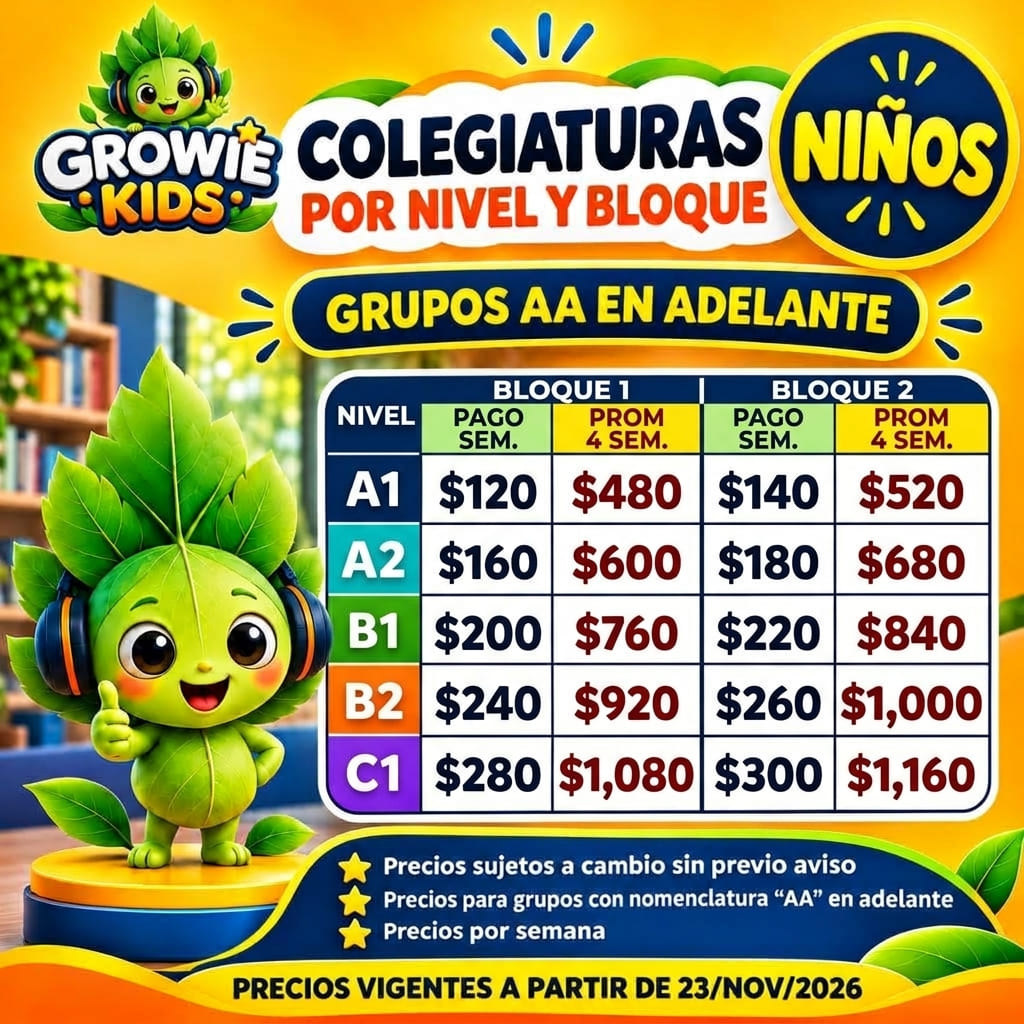 GROWIE
KIDS
COLEGIATURAS
POR NIVEL Y BLOQUE
NIÑOS
GRUPOS AA EN ADELANTE
BLOQUE 1 | BLOQUE 2
NIVEL PAGO SEM. PROM 4 SEM. PAGO SEM. PROM 4 SEM.
A1 $120 $480 $140 $520
A2 $160 $600 $180 $680
B1 $200 $760 $220 $840
B2 $240 $920 $260 $1,000
C1 $280 $1,080 $300 $1,160
Precios sujetos a cambio sin previo aviso
Precios para grupos con nomenclatura “AA” en adelante
Precios por semana
PRECIOS VIGENTES A PARTIR DE 23/NOV/2026